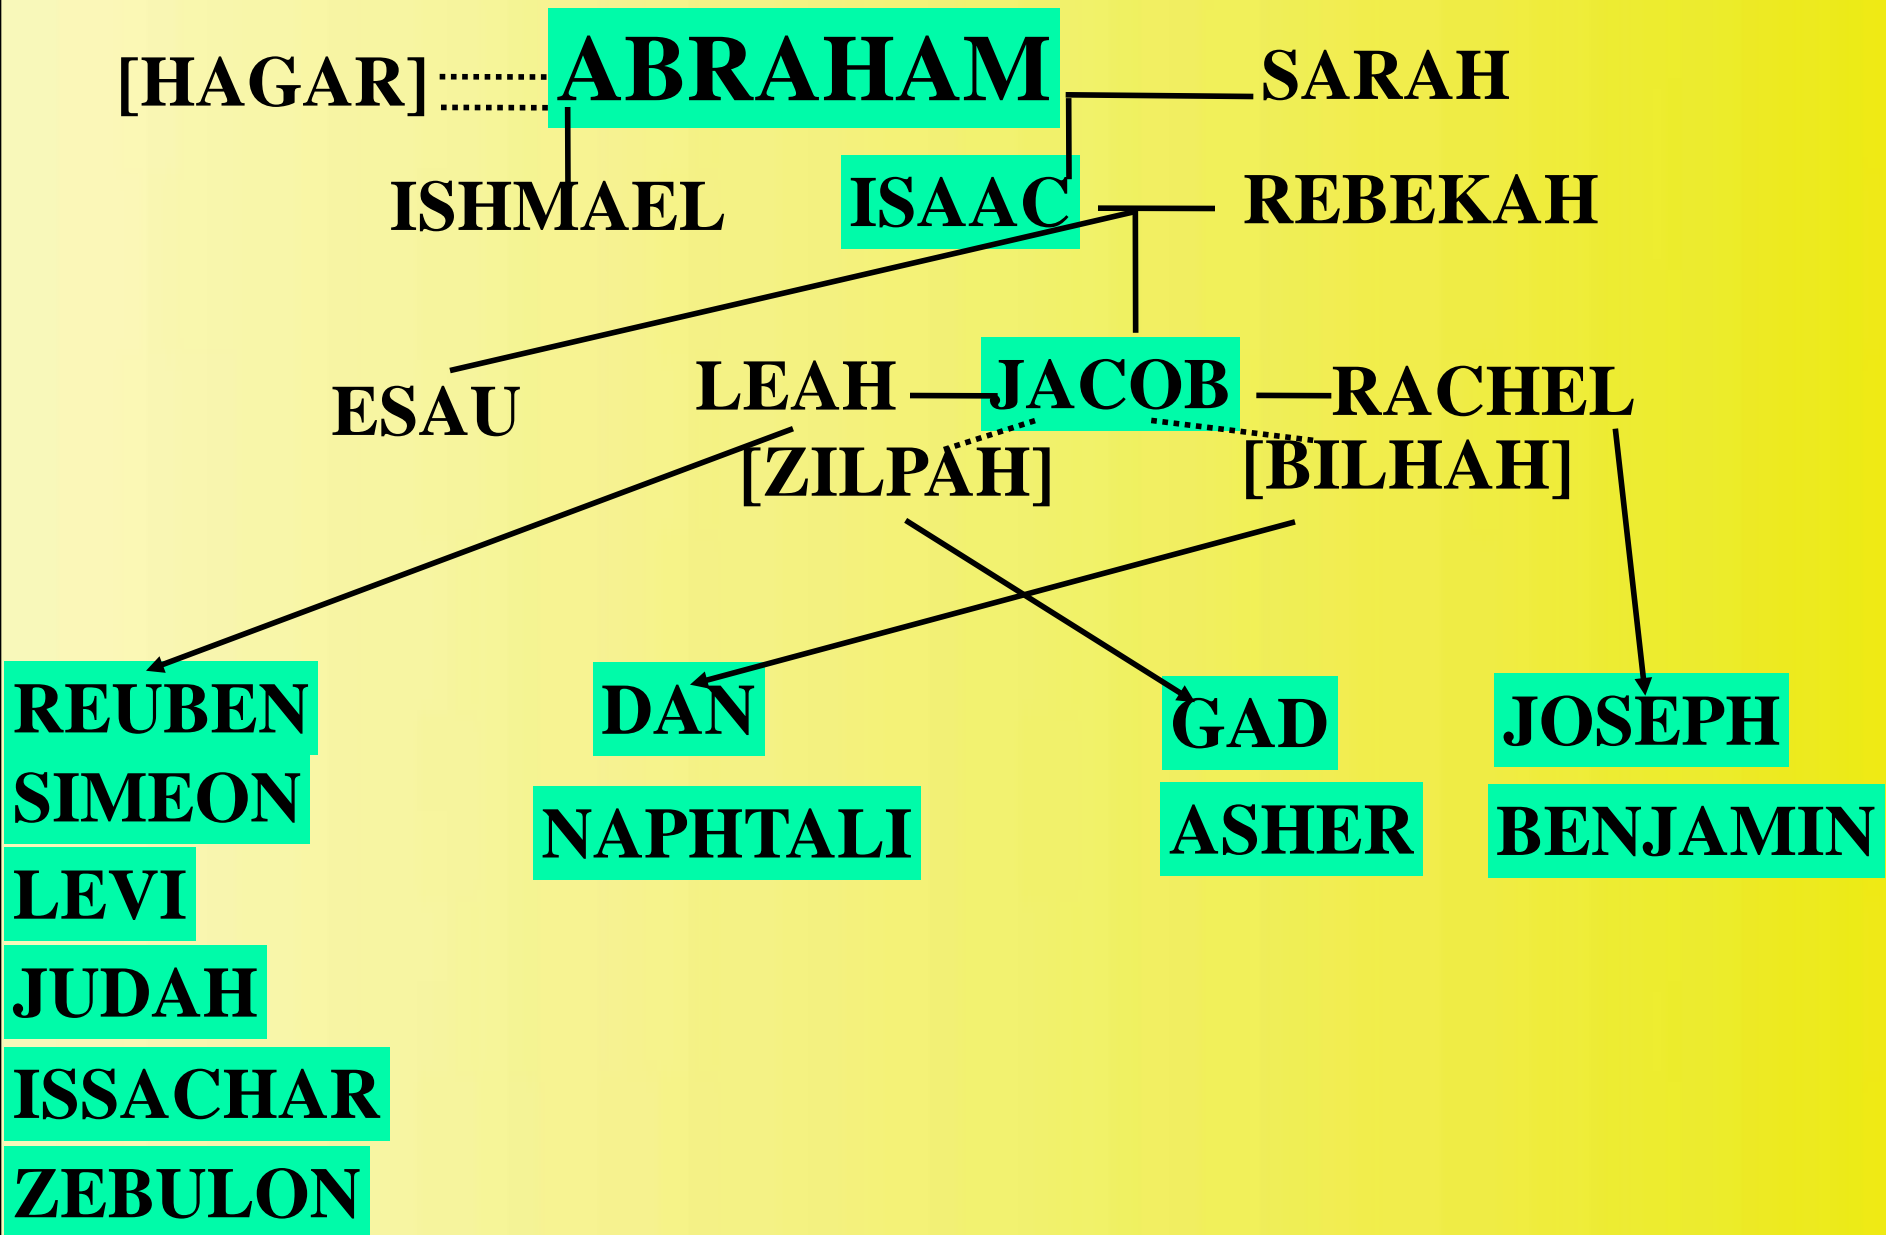 [HAGAR] ABRAHAM SARAH
ISHMAEL ISAAC REBEKAH
ESAU LEAH JACOB RACHEL
[ZILPAH] [BILHAH]
REUBEN DAN GAD JOSEPH
SIMEON NAPHTALI ASHER BENJAMIN
LEVI
JUDAH
ISSACHAR
ZEBULON